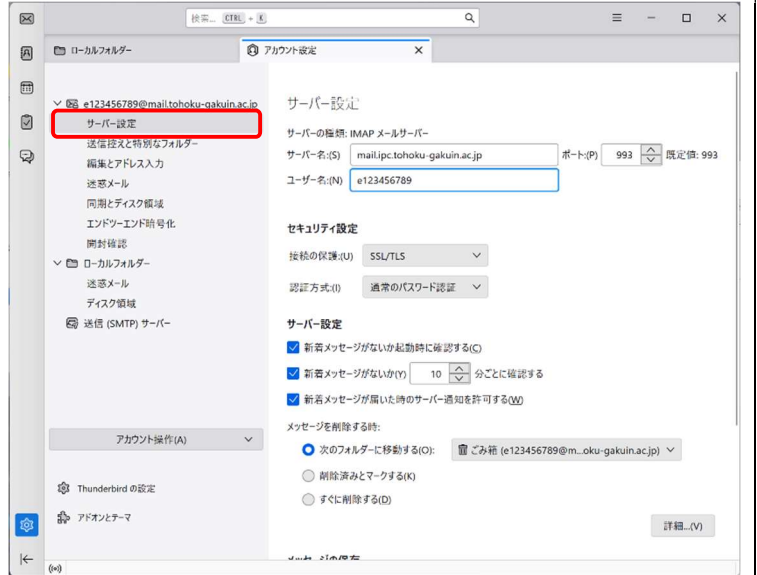 検索... CTRL + K
ローカルフォルダー
アカウント設定
e123456789@mail.tohoku-gakuin.ac.jp
サーバー設定
送信控えと特別なフォルダー
編集とアドレス入力
迷惑メール
同期とディスク領域
エンドツーエンド暗号化
開封確認
ローカルフォルダー
迷惑メール
ディスク領域
送信 (SMTP) サーバー
アカウント操作(A)
Thunderbird の設定
アドオンとテーマ
サーバー設定
サーバーの種類: IMAP メールサーバー
サーバー名:(S) mail.ipc.tohoku-gakuin.ac.jp ポート:(P) 993 既定値: 993
ユーザー名:(N) e123456789
セキュリティ設定
接続の保護:(U) SSL/TLS
認証方式:(I) 通常のパスワード認証
サーバー設定
新着メッセージがないか起動時に確認する(C)
新着メッセージがないか(Y) 10 分ごとに確認する
新着メッセージが届いた時のサーバー通知を許可する(W)
メッセージを削除する時:
次のフォルダーに移動する(O): ごみ箱 (e123456789@m...oku-gakuin.ac.jp)
削除済みとマークする(K)
すぐに削除する(D)
詳細...(V)
メッセージの保存